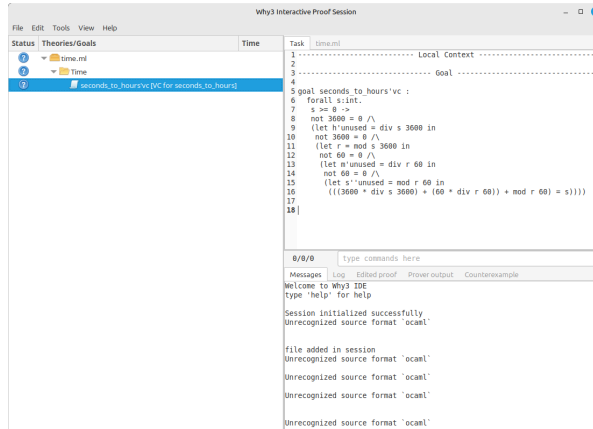 Why3 Interactive Proof Session
File Edit Tools View Help
Status Theories/Goals Time
time.ml
Time
seconds_to_hours'vc [VC for seconds_to_hours]
Task time.ml
1 --------------------------- Local Context ---------------------------
2
3 ------------------------------- Goal -------------------------------
4
5 goal seconds_to_hours'vc :
6 forall s:int.
7 s >= 0 ->
8 not 3600 = 0 /\
9 (let h'unused = div s 3600 in
10 not 3600 = 0 /\
11 (let r = mod s 3600 in
12 not 60 = 0 /\
13 (let m'unused = div r 60 in
14 not 60 = 0 /\
15 (let s''unused = mod r 60 in
16 (((3600 * div s 3600) + (60 * div r 60)) + mod r 60) = s))))
17
18
0/0/0 type commands here
Messages Log Edited proof Prover output Counterexample
Welcome to Why3 IDE
type 'help' for help
Session initialized successfully
Unrecognized source format `ocaml`
file added in session
Unrecognized source format `ocaml`
Unrecognized source format `ocaml`
Unrecognized source format `ocaml`
Unrecognized source format `ocaml`